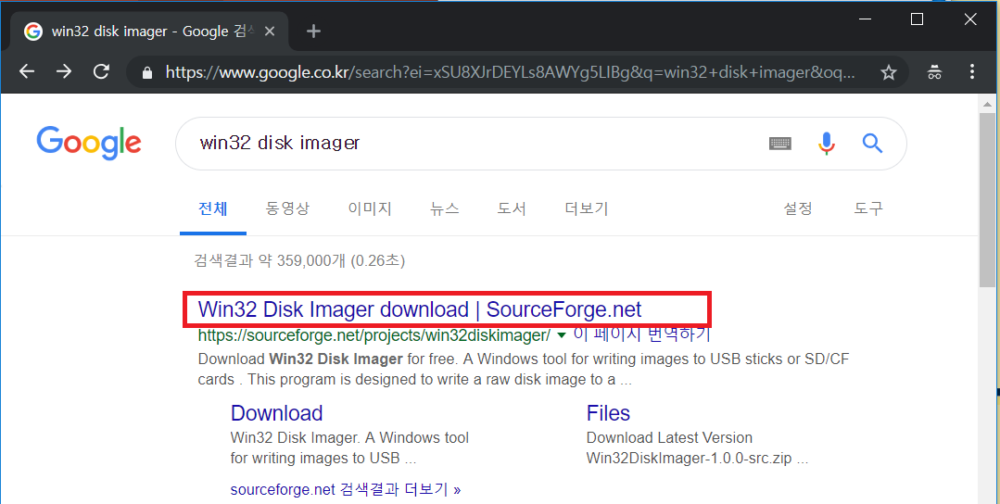 win32 disk imager - Google 검색
https://www.google.co.kr/search?ei=xSU8XJrDEYLs8AWYg5LIBg&q=win32+disk+imager&oq...
Google
win32 disk imager
전체 동영상 이미지 뉴스 도서 더보기 설정 도구
검색결과 약 359,000개 (0.26초)
Win32 Disk Imager download | SourceForge.net
https://sourceforge.net/projects/win32diskimager/ 이 페이지 번역하기
Download Win32 Disk Imager for free. A Windows tool for writing images to USB sticks or SD/CF
cards . This program is designed to write a raw disk image to a ...
Download Files
Win32 Disk Imager. A Windows tool Download Latest Version
for writing images to USB ... Win32DiskImager-1.0.0-src.zip ...
sourceforge.net 검색결과 더보기 »